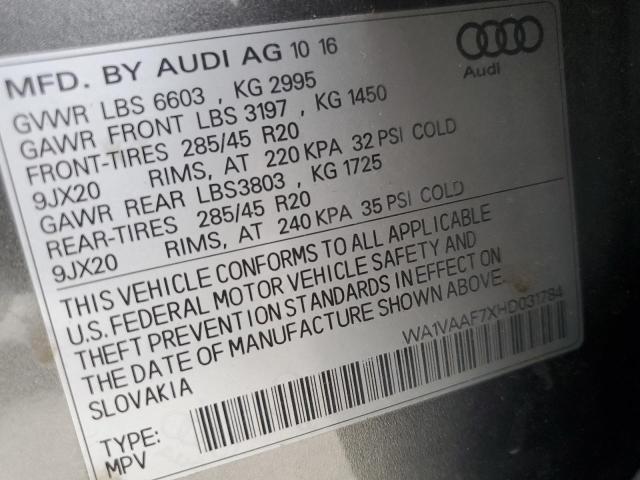 MFD. BY AUDI AG 10 16
Audi
GVWR LBS 6603 , KG 2995
GAWR FRONT LBS 3197 , KG 1450
FRONT-TIRES 285/45 R20
9JX20 RIMS, AT 220 KPA 32 PSI COLD
GAWR REAR LBS3803 , KG 1725
REAR-TIRES 285/45 R20
9JX20 RIMS, AT 240 KPA 35 PSI COLD
THIS VEHICLE CONFORMS TO ALL APPLICABLE
U.S. FEDERAL MOTOR VEHICLE SAFETY AND
THEFT PREVENTION STANDARDS IN EFFECT ON
THE DATE OF MANUFACTURE SHOWN ABOVE.
SLOVAKIA
WA1VAAF7XHD031784
TYPE:
MPV